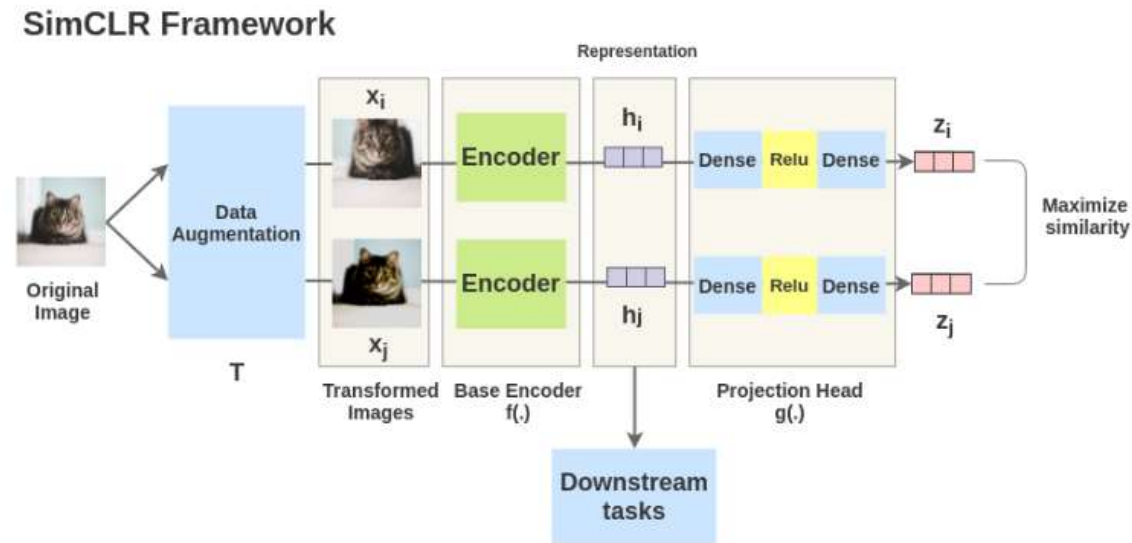 SimCLR Framework
Representation
xi
hi
zi
Encoder
Dense
Relu
Dense
Data
Augmentation
Maximize
similarity
Original
Image
Encoder
Dense
Relu
Dense
xj
hj
zj
T
Transformed
Images
Base Encoder
f(.)
Projection Head
g(.)
Downstream
tasks